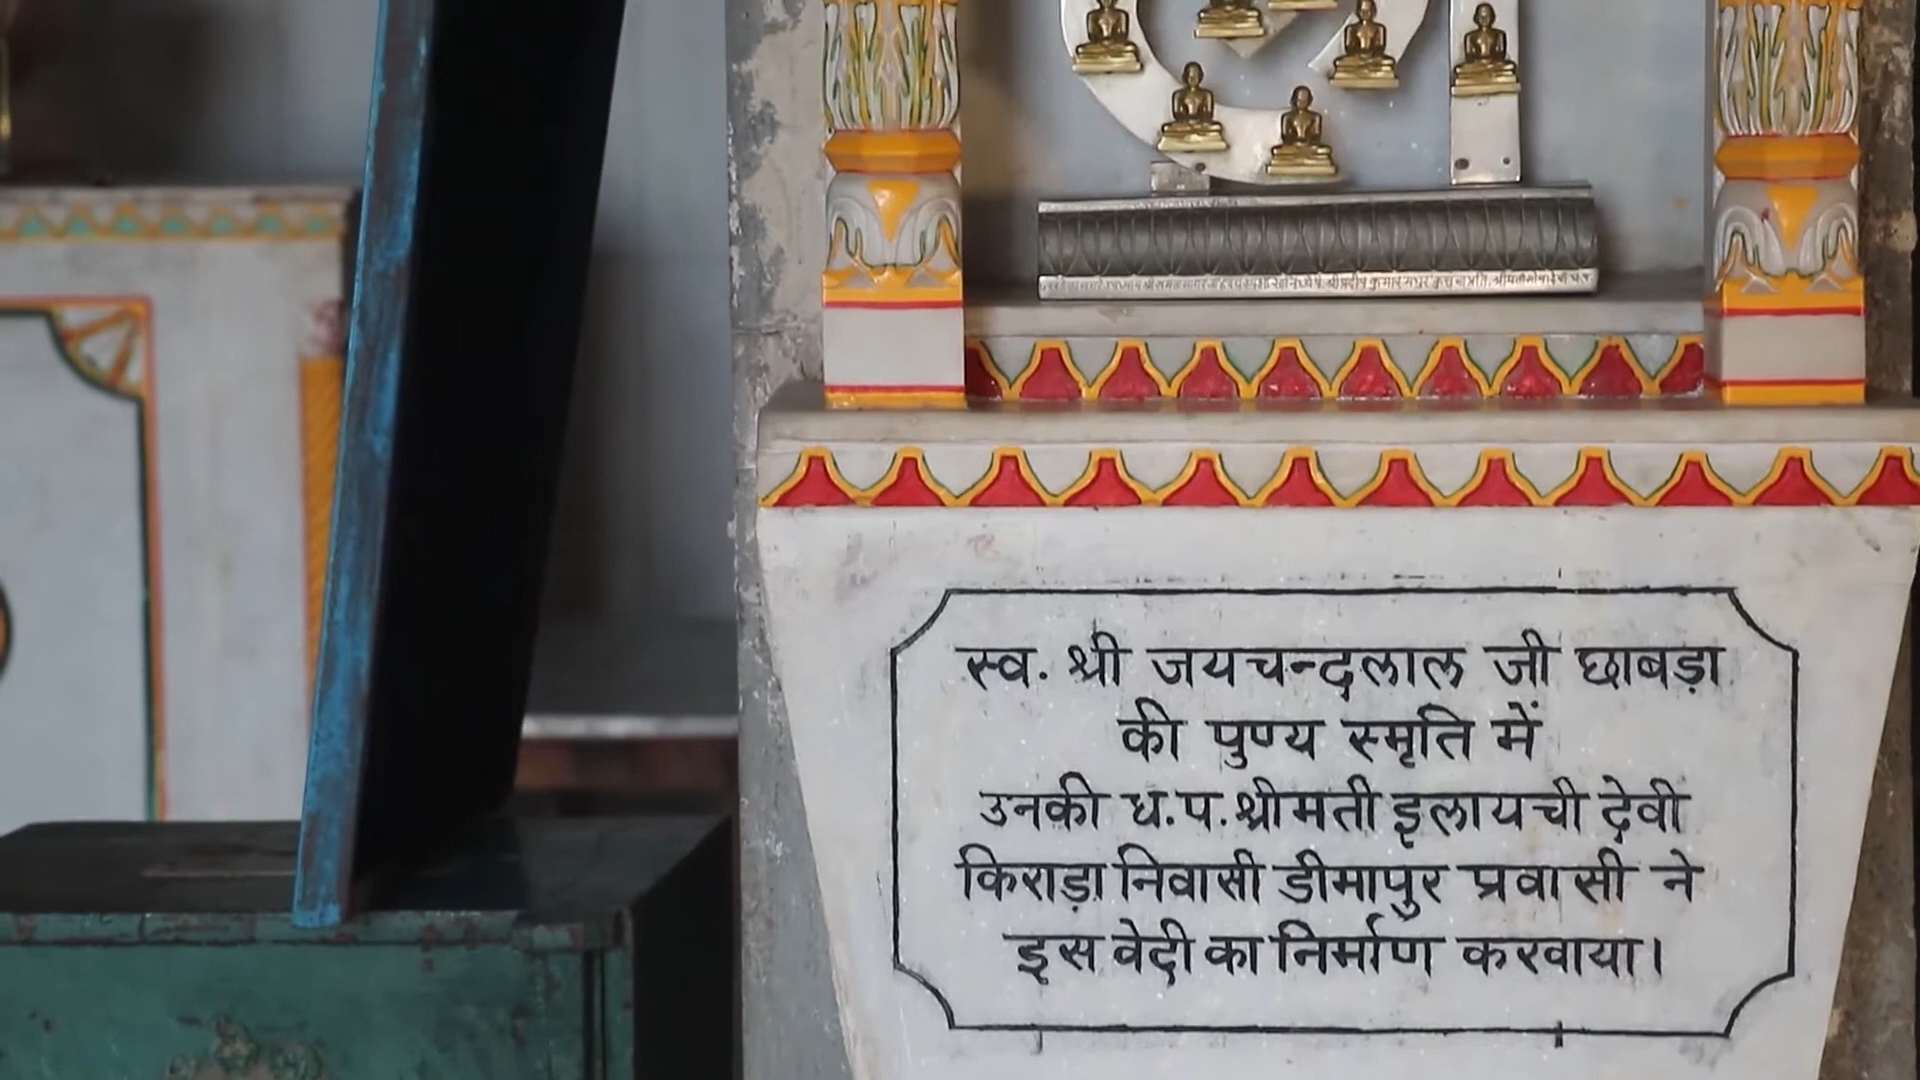 स्व. श्री जयचन्दलाल जी छाबड़ा
की पुण्य स्मृति में
उनकी ध.प.श्रीमती इलायची देवी
किराड़ा निवासी डीमापुर प्रवासी ने
इस वेदी का निर्माण करवाया।